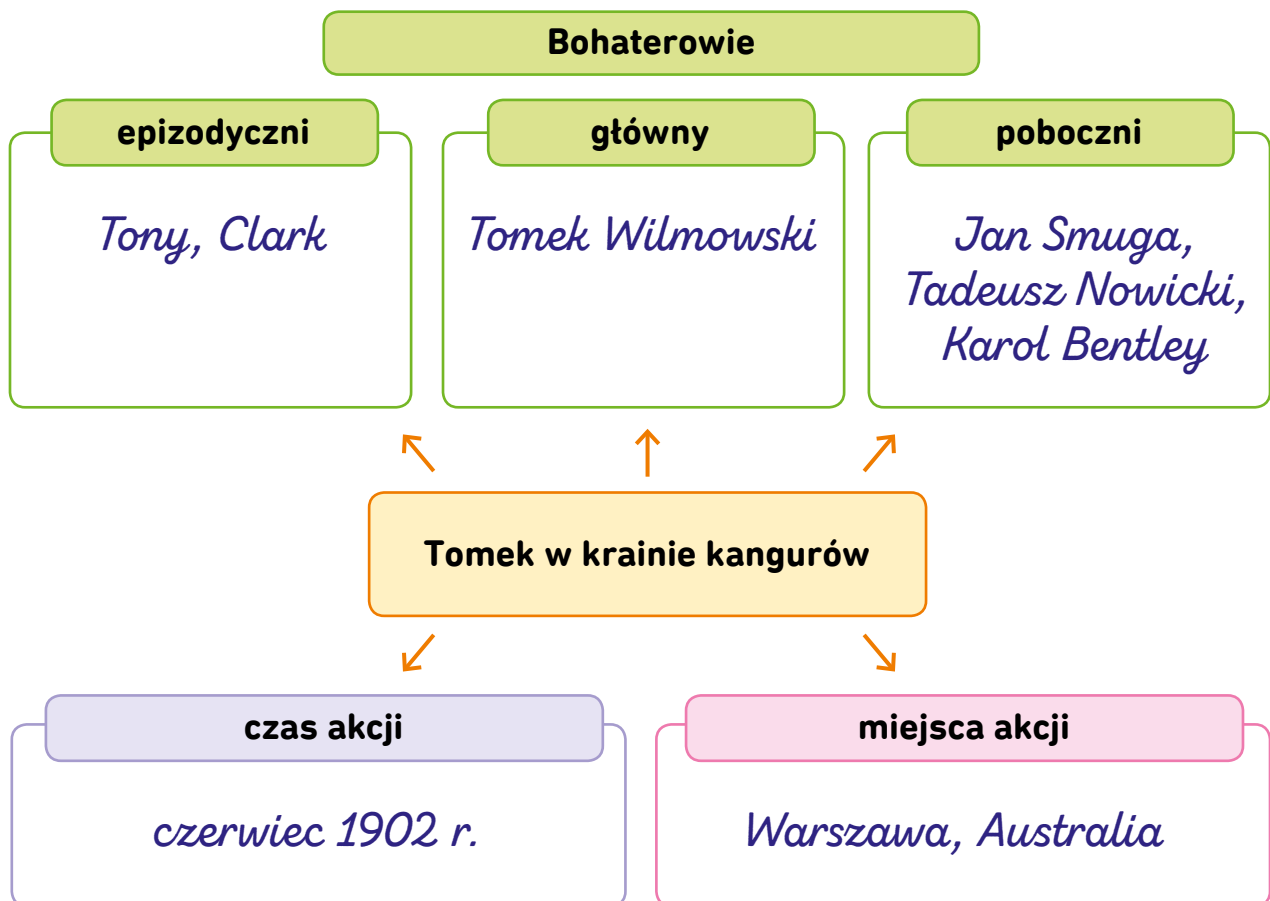 Bohaterowie
epizodyczni
Tony, Clark
główny
Tomek Wilmowski
poboczni
Jan Smuga,
Tadeusz Nowicki,
Karol Bentley
Tomek w krainie kangurów
czas akcji
czerwiec 1902 r.
miejsca akcji
Warszawa, Australia